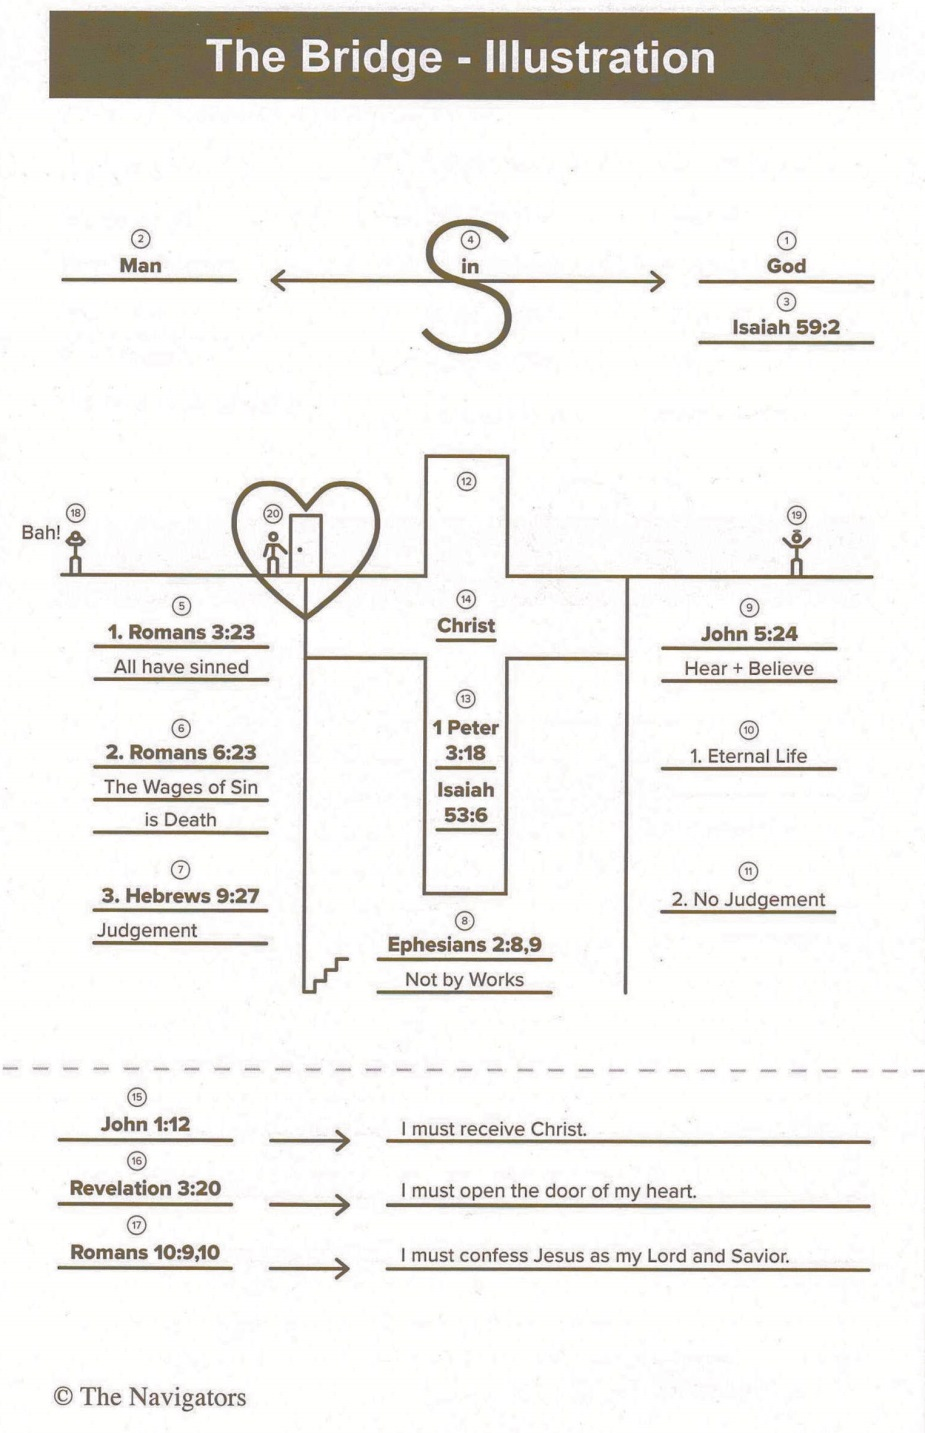 The Bridge - Illustration
2
4
1
Man
in
God
S
3
Isaiah 59:2
12
18
20
19
Bah!
5
14
9
1. Romans 3:23
Christ
John 5:24
All have sinned
Hear + Believe
6
13
10
2. Romans 6:23
1 Peter
3:18
1. Eternal Life
The Wages of Sin
is Death
Isaiah
53:6
7
11
3. Hebrews 9:27
2. No Judgement
Judgement
8
Ephesians 2:8,9
Not by Works
15
John 1:12
I must receive Christ.
16
Revelation 3:20
I must open the door of my heart.
17
Romans 10:9,10
I must confess Jesus as my Lord and Savior.
© The Navigators